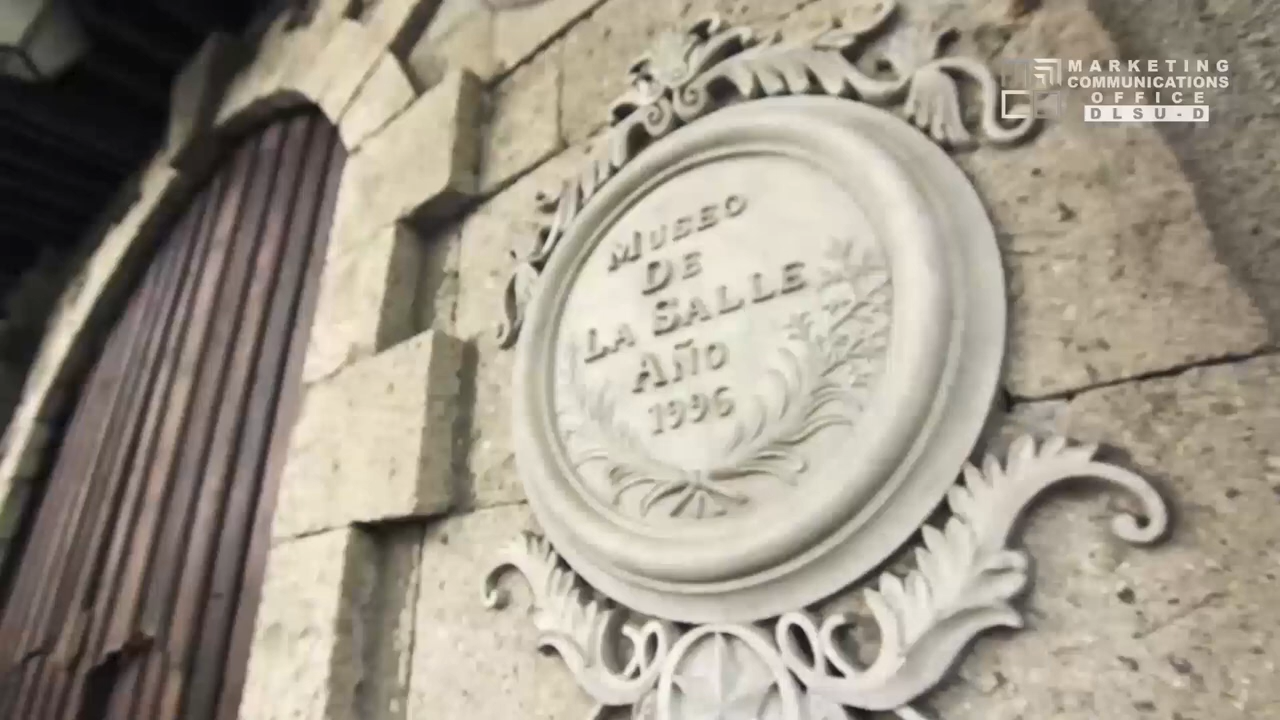 MARKETING
COMMUNICATIONS
OFFICE
DLSU-D
MUSEO
DE
LA SALLE
AÑO
1996